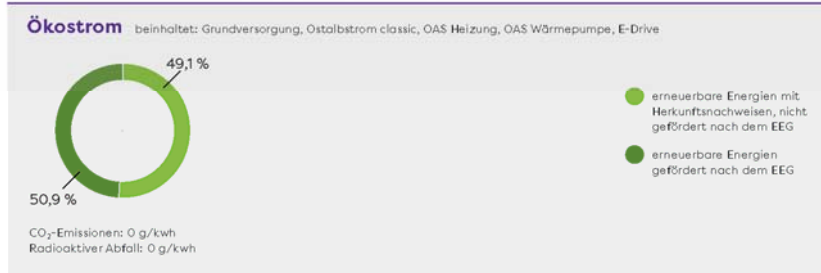 Ökostrom beinhaltet: Grundversorgung, Ostalbstrom classic, OAS Heizung, OAS Wärmepumpe, E-Drive
49,1 %
erneuerbare Energien mit
Herkunftsnachweisen, nicht
gefördert nach dem EEG
erneuerbare Energien
gefördert nach dem EEG
50,9 %
CO₂-Emissionen: 0 g/kwh
Radioaktiver Abfall: 0 g/kwh